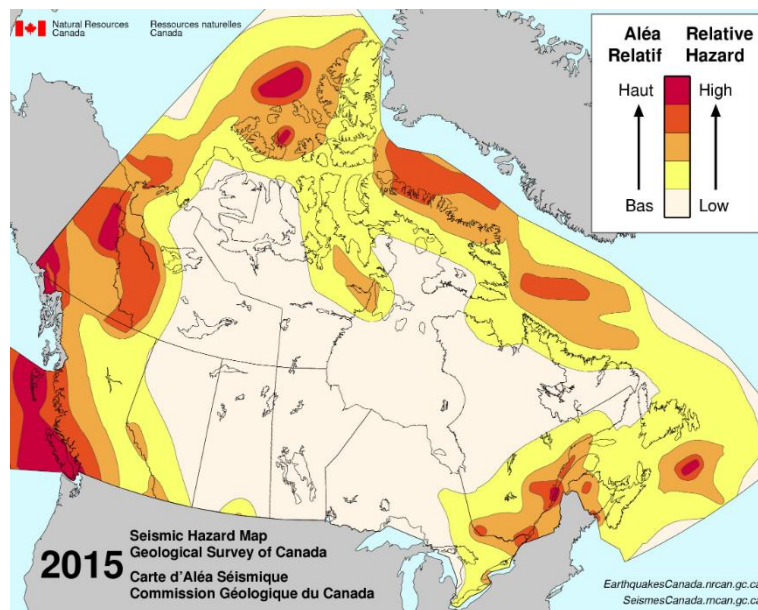 Natural Resources Canada
Ressources naturelles Canada
Aléa Relatif
Relative Hazard
Haut
High
Bas
Low
2015
Seismic Hazard Map
Geological Survey of Canada
Carte d'Aléa Séismique
Commission Géologique du Canada
EarthquakesCanada.nrcan.gc.ca
SeismesCanada.rncan.gc.ca